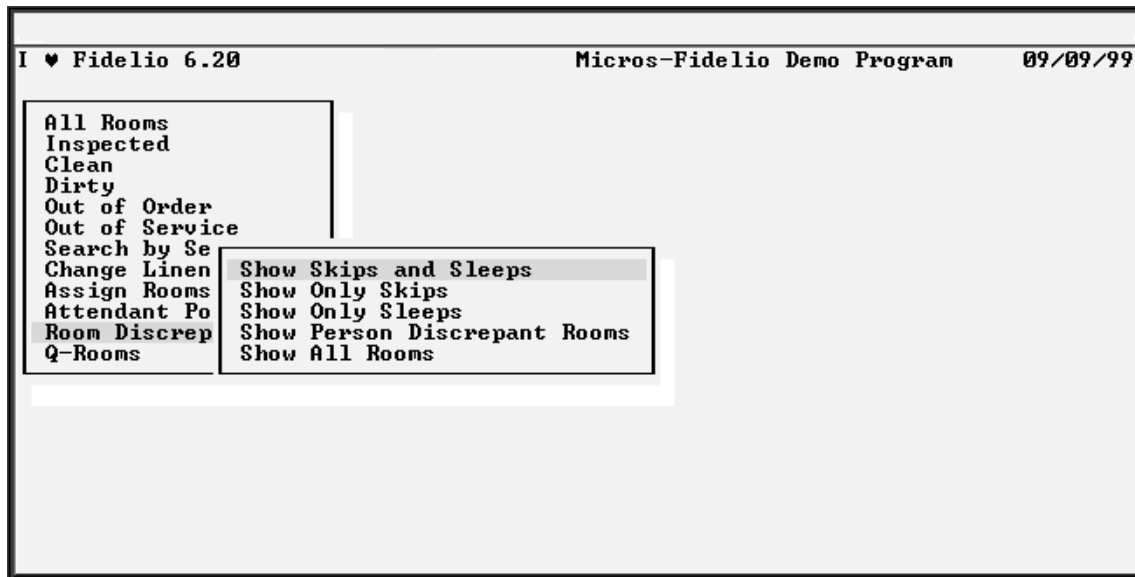 I ♥ Fidelio 6.20 Micros-Fidelio Demo Program 09/09/99
All Rooms
Inspected
Clean
Dirty
Out of Order
Out of Service
Search by Se
Change Linen
Assign Rooms
Attendant Po
Room Discrep
Q-Rooms
Show Skips and Sleeps
Show Only Skips
Show Only Sleeps
Show Person Discrepant Rooms
Show All Rooms